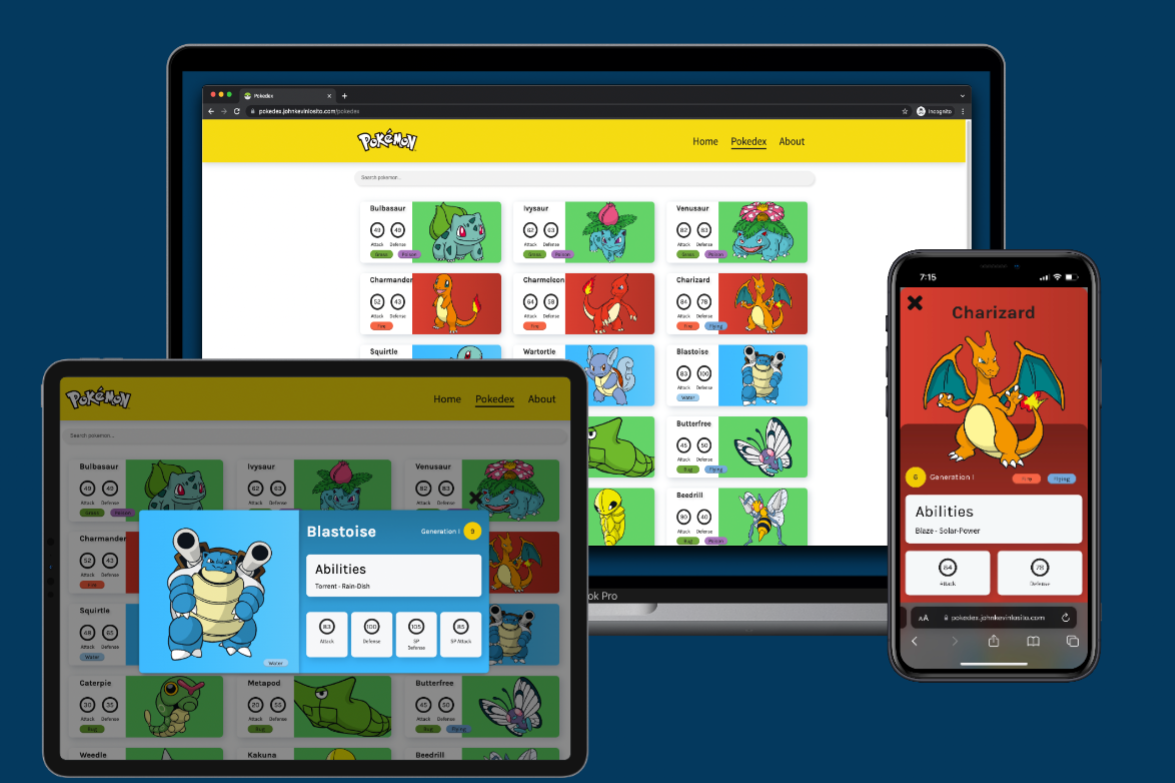 Pokedex
pokedex.johnkevinlosito.com/pokedex
Incognito
POKÉMON
Home Pokedex About
Search pokemon...
Bulbasaur
49 49
Attack Defense
Grass Poison
Ivysaur
62 63
Attack Defense
Grass Poison
Venusaur
82 83
Attack Defense
Grass Poison
Charmander
52 43
Attack Defense
Fire
Charmeleon
64 58
Attack Defense
Fire
Charizard
84 78
Attack Defense
Fire Flying
Squirtle
Wartortle
Blastoise
83 100
Attack Defense
Water
Butterfree
45 50
Attack Defense
Bug Flying
Beedrill
90 40
Attack Defense
Bug Poison
ok Pro
POKÉMON
Home Pokedex About
Search pokemon...
Bulbasaur
49 49
Attack Defense
Grass Poison
Ivysaur
62 63
Attack Defense
Venusaur
82 83
Attack Defense
Charmander
52 43
Attack Defense
Fire
Squirtle
48 65
Attack Defense
Water
Caterpie
30 35
Attack Defense
Bug
Metapod
20 55
Attack Defense
Bug
Butterfree
45 50
Attack Defense
Bug Flying
Weedle
Kakuna
Beedrill
Blastoise
Generation I 9
Abilities
Torrent - Rain-Dish
83
Attack
100
Defense
105
SP
Defense
85
SP Attack
Water
7:15
Charizard
6 Generation I
Fire Flying
Abilities
Blaze - Solar-Power
84
Attack
78
Defense
AA pokedex.johnkevinlosito.com